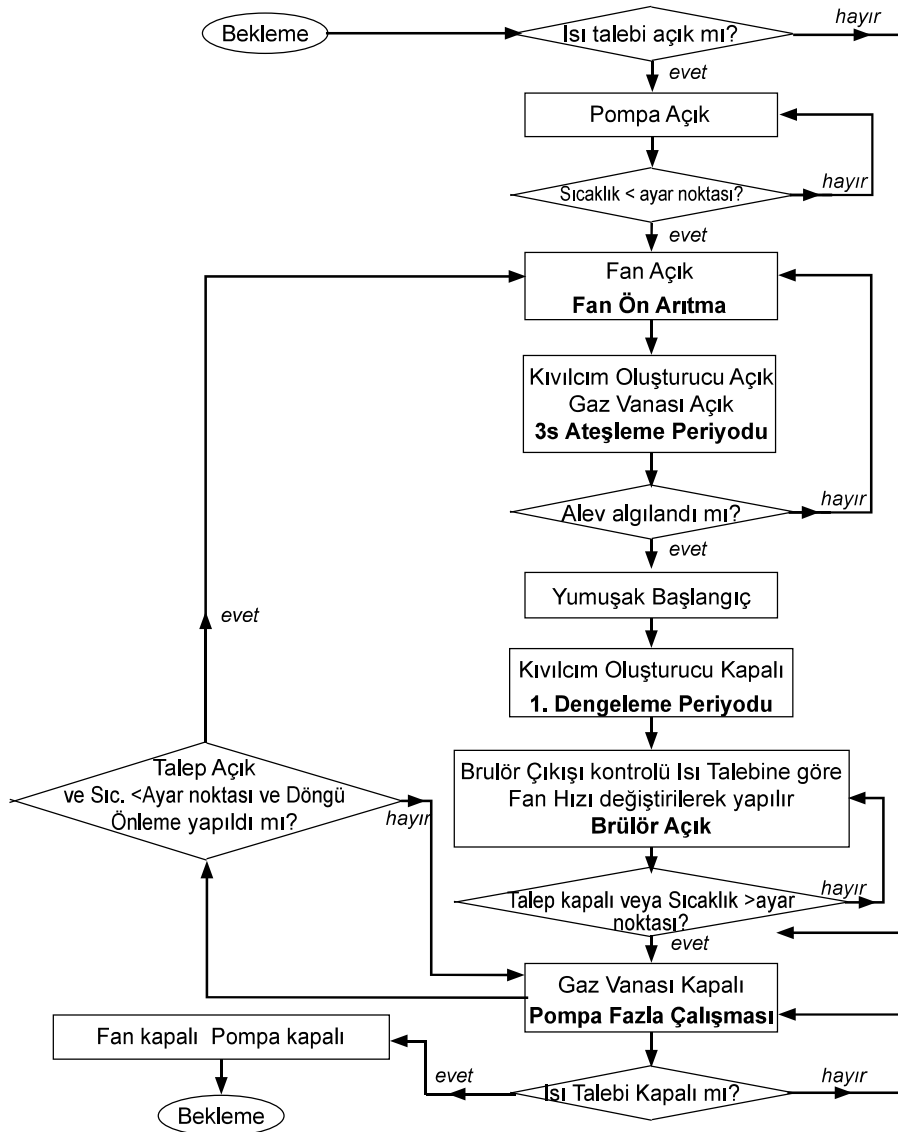 Bekleme
Isı talebi açık mı?
hayır
evet
Pompa Açık
Sıcaklık < ayar noktası?
hayır
evet
Fan Açık
Fan Ön Arıtma
Kıvılcım Oluşturucu Açık
Gaz Vanası Açık
3s Ateşleme Periyodu
Alev algılandı mı?
hayır
evet
Yumuşak Başlangıç
evet
Kıvılcım Oluşturucu Kapalı
1. Dengeleme Periyodu
Talep Açık
ve Sıc. <Ayar noktası ve Döngü
Önleme yapıldı mı?
hayır
Brulör Çıkışı kontrolü Isı Talebine göre
Fan Hızı değiştirilerek yapılır
Brülör Açık
Talep kapalı veya Sıcaklık >ayar
noktası?
hayır
evet
Gaz Vanası Kapalı
Pompa Fazla Çalışması
Fan kapalı Pompa kapalı
evet
Isı Talebi Kapalı mı?
hayır
Bekleme